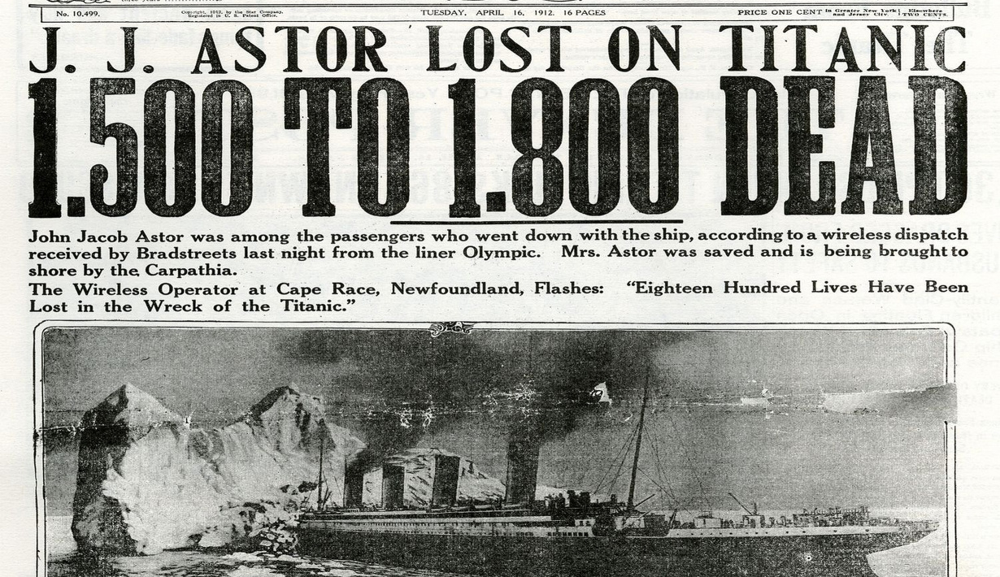 No. 10,499.
Copyright, 1912, by the Star Company.
Registered in U. S. Patent Office.
TUESDAY, APRIL 16, 1912. 16 PAGES
PRICE ONE CENT in Greater New York and Jersey City. | Elsewhere TWO CENTS.
J. J. ASTOR LOST ON TITANIC
1.500 TO 1.800 DEAD
John Jacob Astor was among the passengers who went down with the ship, according to a wireless dispatch
received by Bradstreets last night from the liner Olympic. Mrs. Astor was saved and is being brought to
shore by the Carpathia.
The Wireless Operator at Cape Race, Newfoundland, Flashes: “Eighteen Hundred Lives Have Been
Lost in the Wreck of the Titanic.”